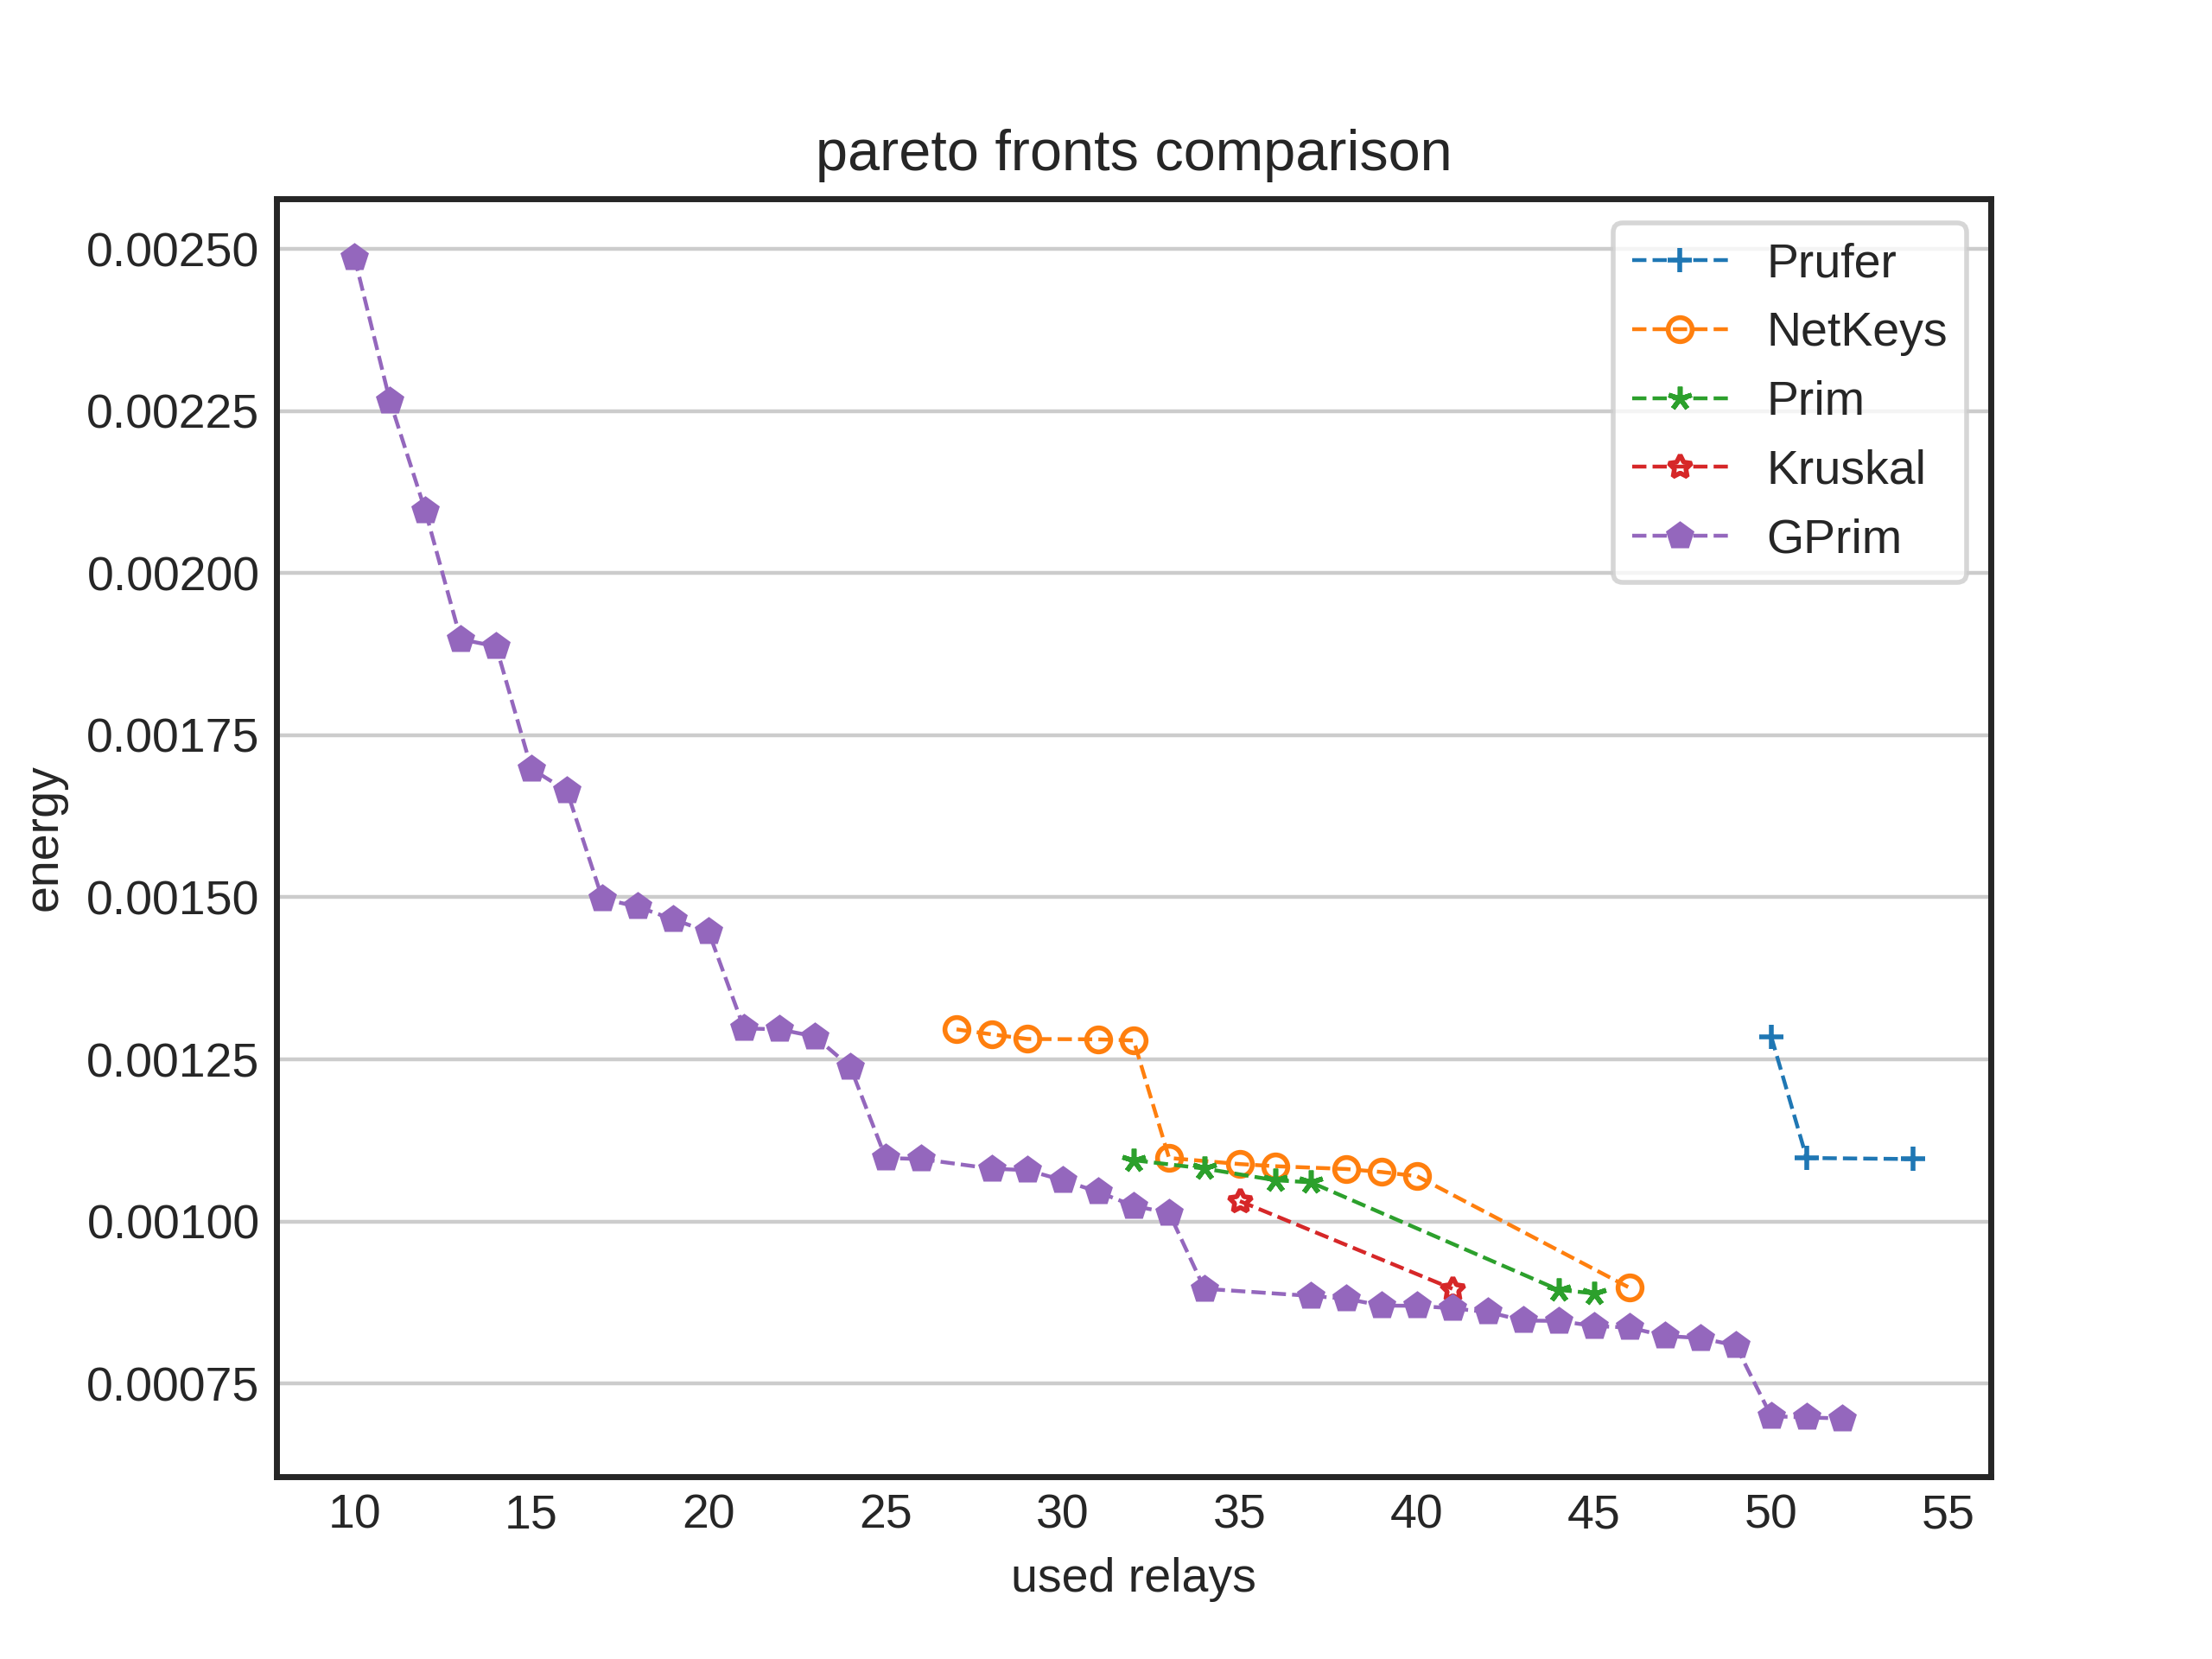 pareto fronts comparison
0.00250
0.00225
0.00200
0.00175
0.00150
0.00125
0.00100
0.00075
energy
Prufer
NetKeys
Prim
Kruskal
GPrim
10 15 20 25 30 35 40 45 50 55
used relays